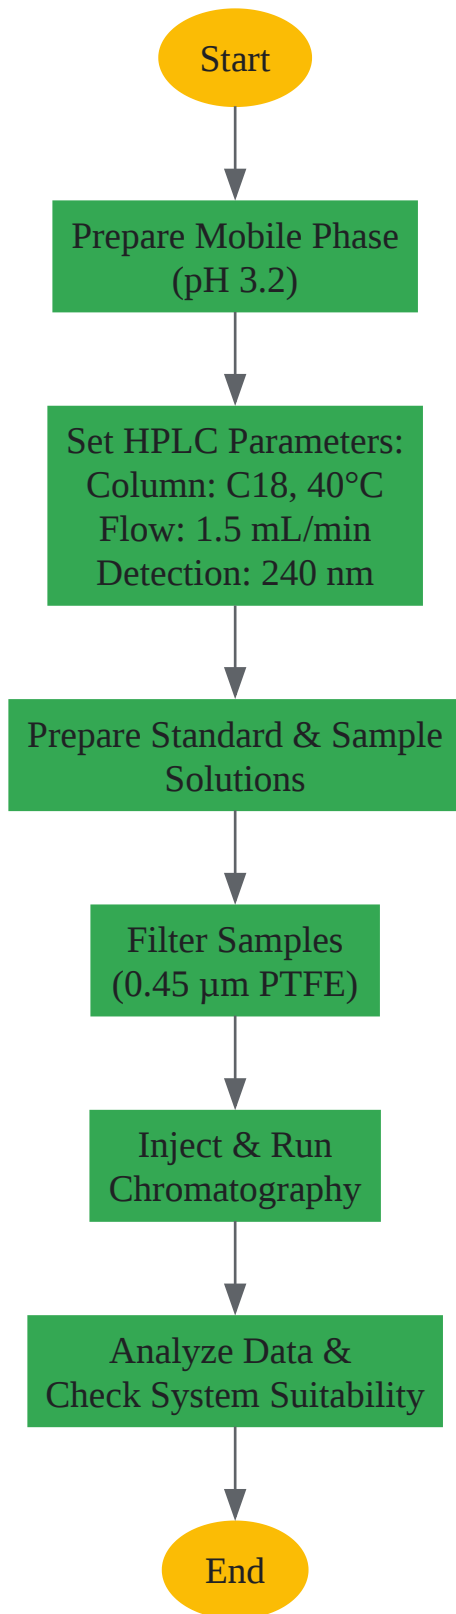 Start
Prepare Mobile Phase
(pH 3.2)
Set HPLC Parameters:
Column: C18, 40°C
Flow: 1.5 mL/min
Detection: 240 nm
Prepare Standard & Sample
Solutions
Filter Samples
(0.45 µm PTFE)
Inject & Run
Chromatography
Analyze Data &
Check System Suitability
End